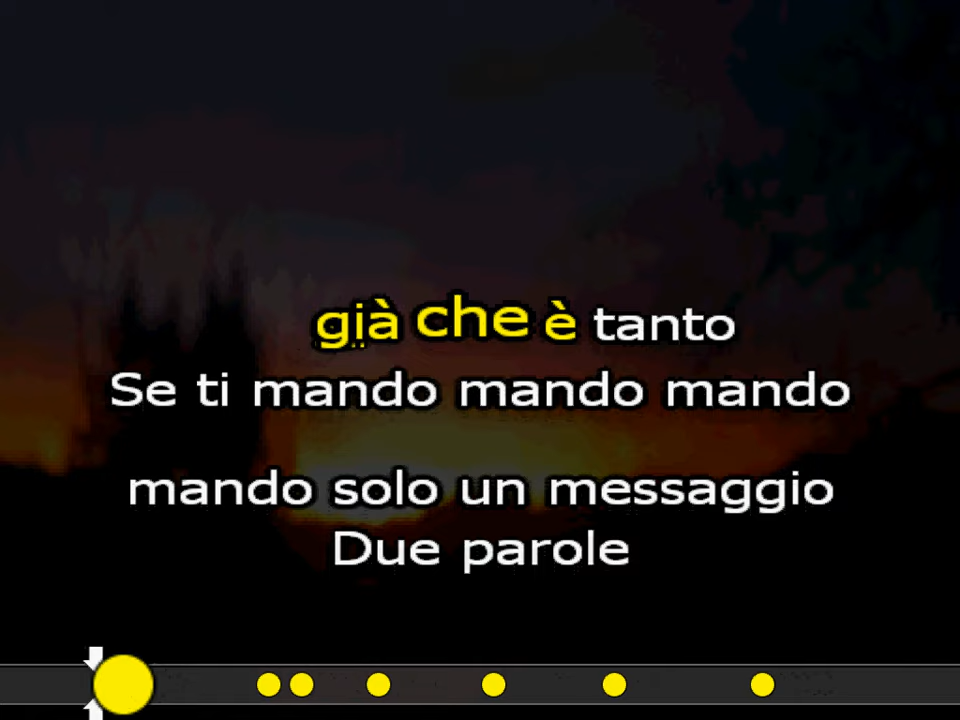 già che è tanto
Se ti mando mando mando
mando solo un messaggio
Due parole